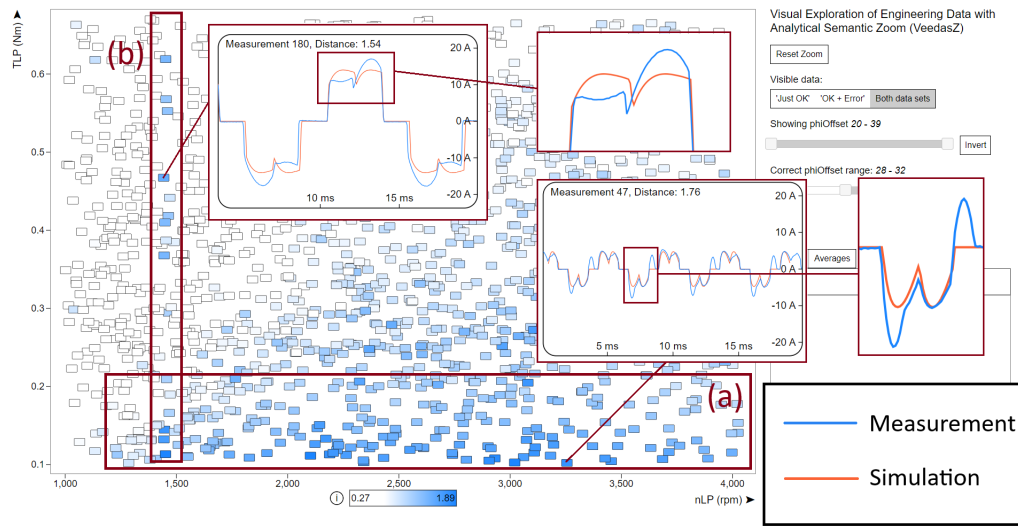 TLP (Nm)
0.6
0.5
0.4
0.3
0.2
0.1
1,000
1,500
2,000
2,500
3,000
3,500
4,000
nLP (rpm)
i
0.27
1.89
(b)
(a)
Measurement 180, Distance: 1.54
20 A
10 A
0 A
-10 A
-20 A
10 ms
15 ms
Measurement 47, Distance: 1.76
20 A
10 A
0 A
-10 A
-20 A
5 ms
10 ms
15 ms
Visual Exploration of Engineering Data with
Analytical Semantic Zoom (VeedasZ)
Reset Zoom
Visible data:
'Just OK' 'OK + Error' Both data sets
Showing phiOffset 20 - 39
Invert
Correct phiOffset range: 28 - 32
Averages
Measurement
Simulation